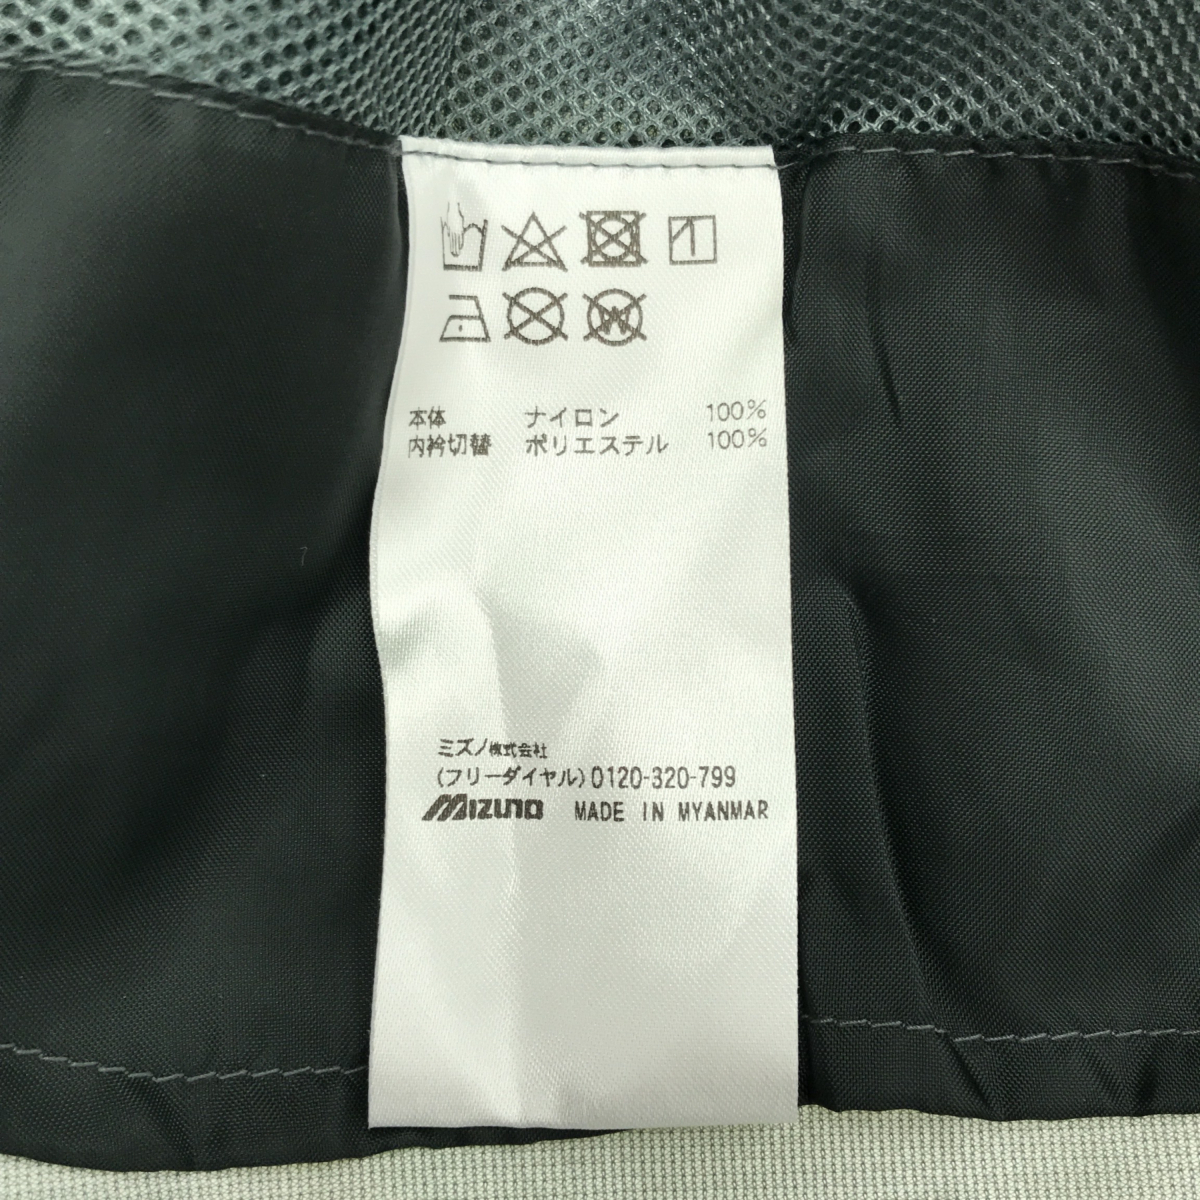 本体 ナイロン 100%
内衿切替 ポリエステル 100%
ミズノ株式会社
(フリーダイヤル)0120-320-799
MIZUNO MADE IN MYANMAR